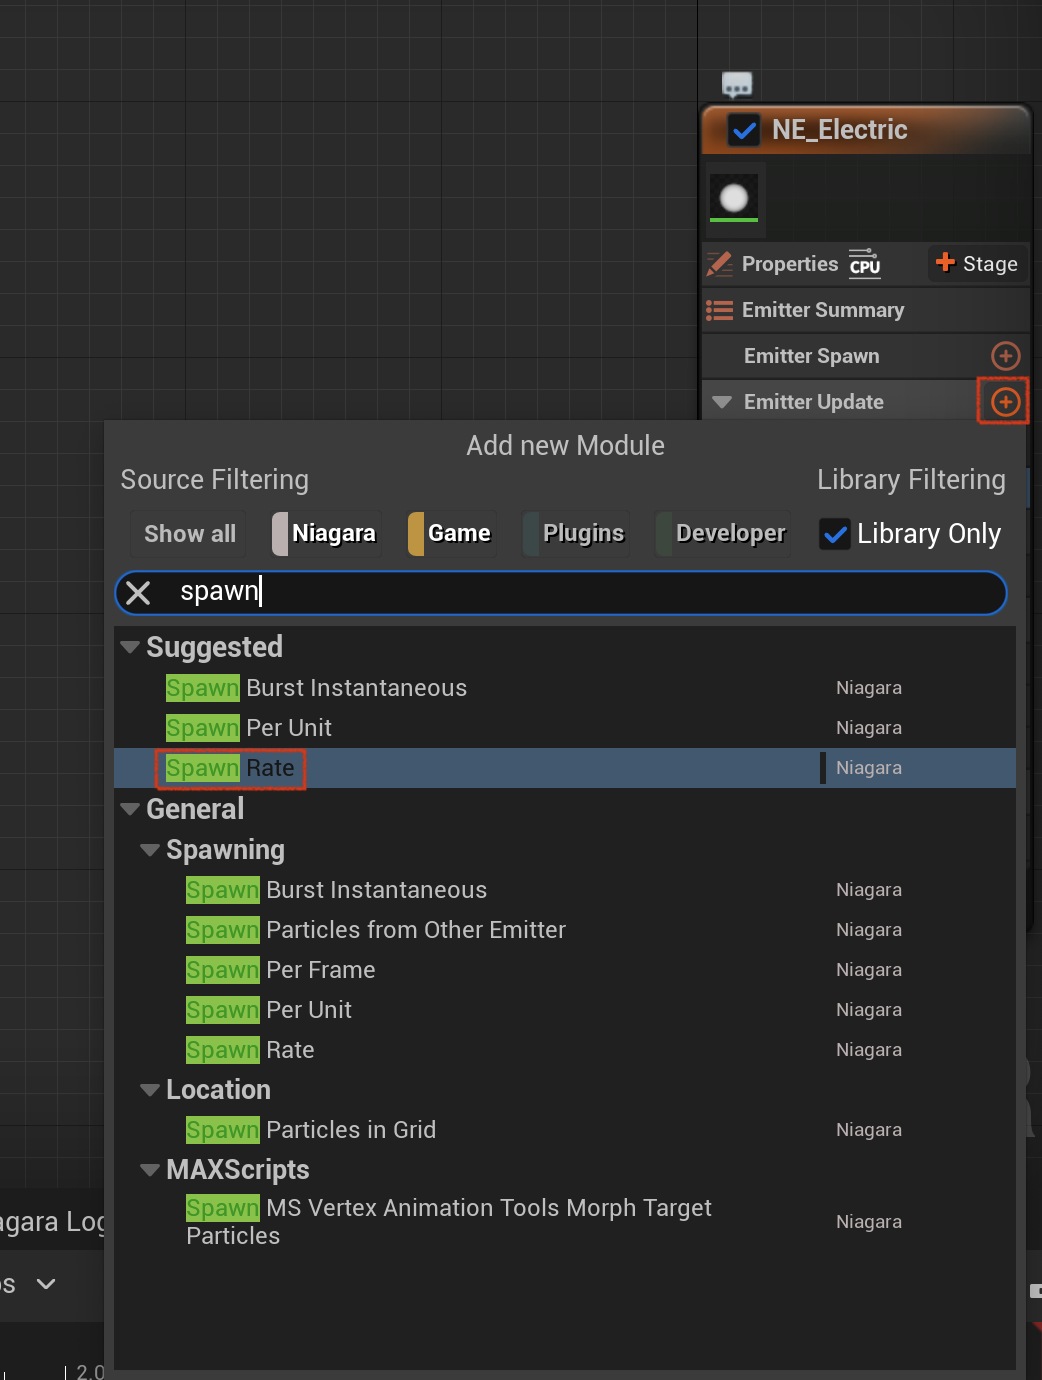 NE_Electric
Properties CPU Stage
Emitter Summary
Emitter Spawn
Emitter Update
Add new Module
Source Filtering Library Filtering
Show all Niagara Game Plugins Developer Library Only
spawn
Suggested
Spawn Burst Instantaneous Niagara
Spawn Per Unit Niagara
Spawn Rate Niagara
General
Spawning
Spawn Burst Instantaneous Niagara
Spawn Particles from Other Emitter Niagara
Spawn Per Frame Niagara
Spawn Per Unit Niagara
Spawn Rate Niagara
Location
Spawn Particles in Grid Niagara
MAXScripts
Spawn MS Vertex Animation Tools Morph Target
Particles Niagara
agara Log
2.0